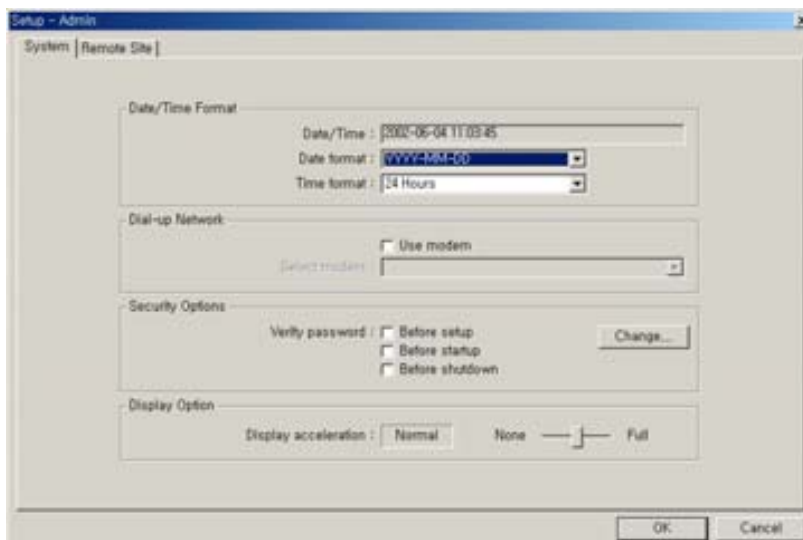 Setup - Admin
System
Remote Site
Date/Time Format
Date/Time : 2002-06-04 11:03:45
Date format : YYYY-MM-DD
Time format : 24 Hours
Dial-up Network
Use modem
Select modem :
Security Options
Verify password : Before setup
Change...
Before startup
Before shutdown
Display Option
Display acceleration : Normal None Full
OK Cancel